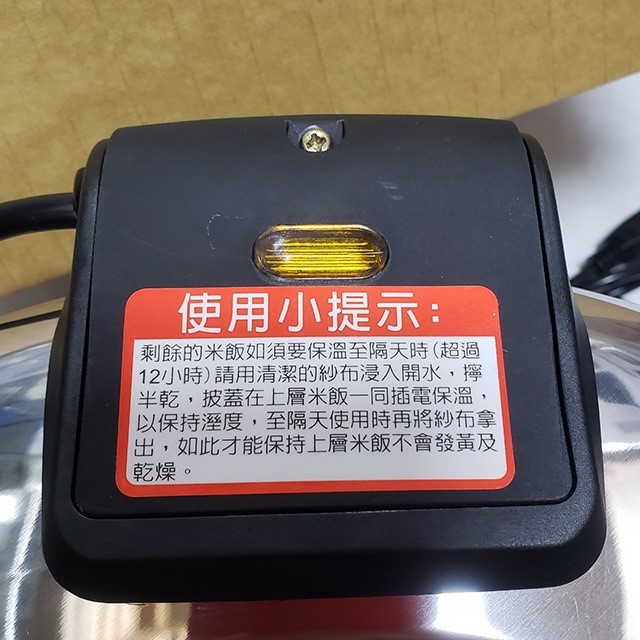 使用小提示:
剩餘的米飯如須要保溫至隔天時(超過
12小時)請用清潔的紗布浸入開水，擰
半乾，披蓋在上層米飯一同插電保溫，
以保持溼度，至隔天使用時再將紗布拿
出，如此才能保持上層米飯不會發黃及
乾燥。